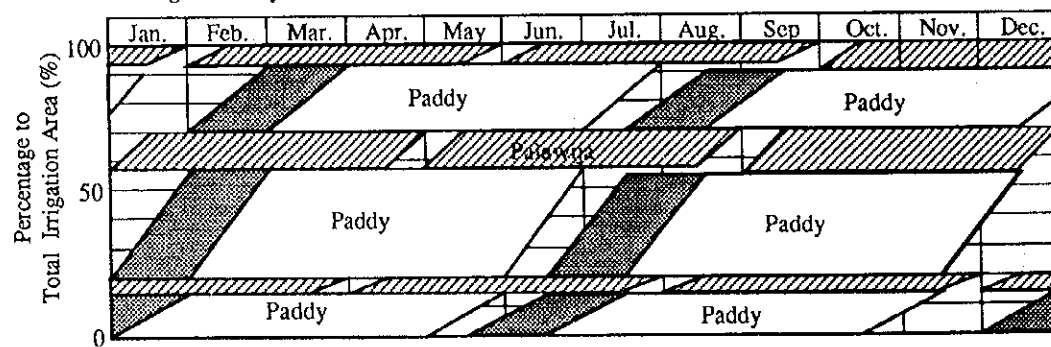 Jan. Feb. Mar. Apr. May Jun. Jul. Aug. Sep Oct. Nov. Dec.
100
Paddy Paddy
Palawna
50
Paddy Paddy
Paddy Paddy
0
Percentage to
Total Irrigation Area (%)